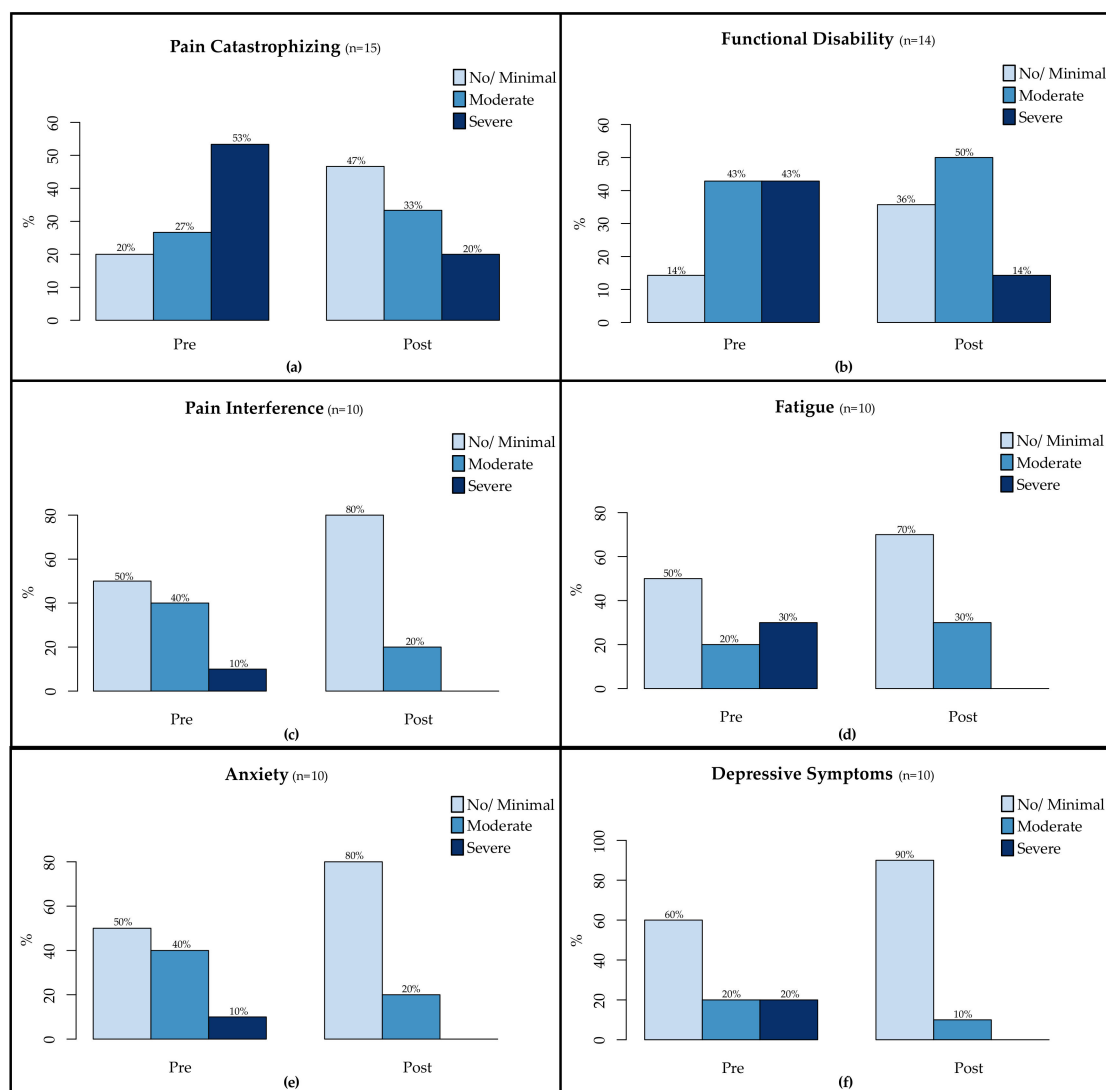 Pain Catastrophizing (n=15)
No/ Minimal
Moderate
Severe
%
0
10
20
30
40
50
60
20%
27%
53%
47%
33%
20%
Pre
Post
(a)
Functional Disability (n=14)
No/ Minimal
Moderate
Severe
%
0
10
20
30
40
50
60
14%
43%
43%
36%
50%
14%
Pre
Post
(b)
Pain Interference (n=10)
No/ Minimal
Moderate
Severe
%
0
20
40
60
80
50%
40%
10%
80%
20%
Pre
Post
(c)
Fatigue (n=10)
No/ Minimal
Moderate
Severe
%
0
20
40
60
80
50%
20%
30%
70%
30%
Pre
Post
(d)
Anxiety (n=10)
No/ Minimal
Moderate
Severe
%
0
20
40
60
80
50%
40%
10%
80%
20%
Pre
Post
(e)
Depressive Symptoms (n=10)
No/ Minimal
Moderate
Severe
%
0
20
40
60
80
100
60%
20%
20%
90%
10%
Pre
Post
(f)